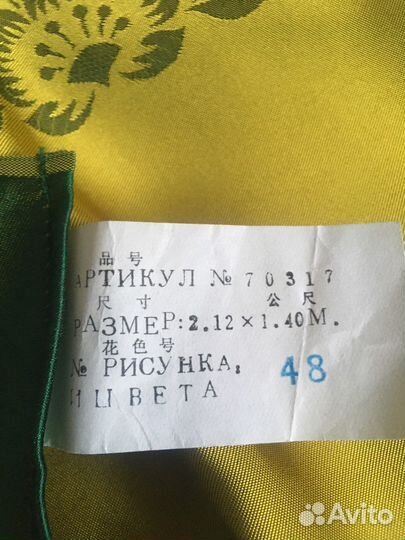 品号
АРТИКУЛ № 70317
尺寸 公尺
РАЗМЕР: 2.12 × 1.40М.
花色号
№ РИСУНКА: 48
И ЦВЕТА
Avito